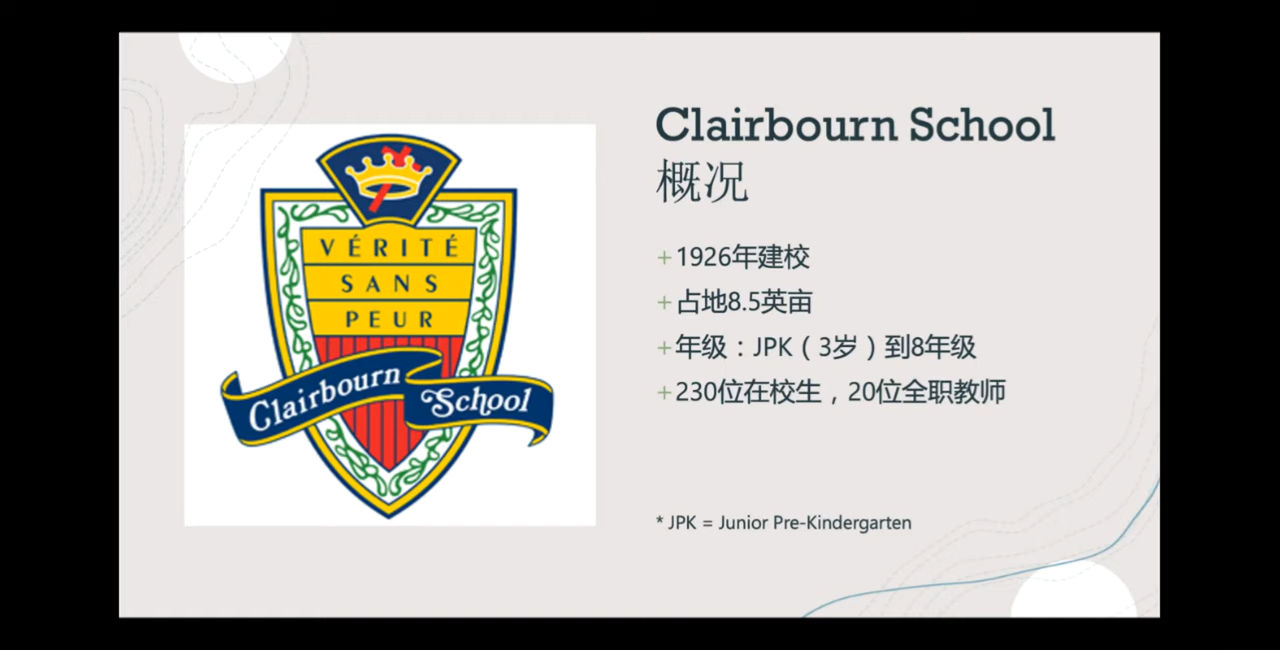 VÉRITÉ
SANS
PEUR
Clairbourn School
Clairbourn School
概况
+1926年建校
+占地8.5英亩
+年级：JPK（3岁）到8年级
+230位在校生，20位全职教师
* JPK = Junior Pre-Kindergarten